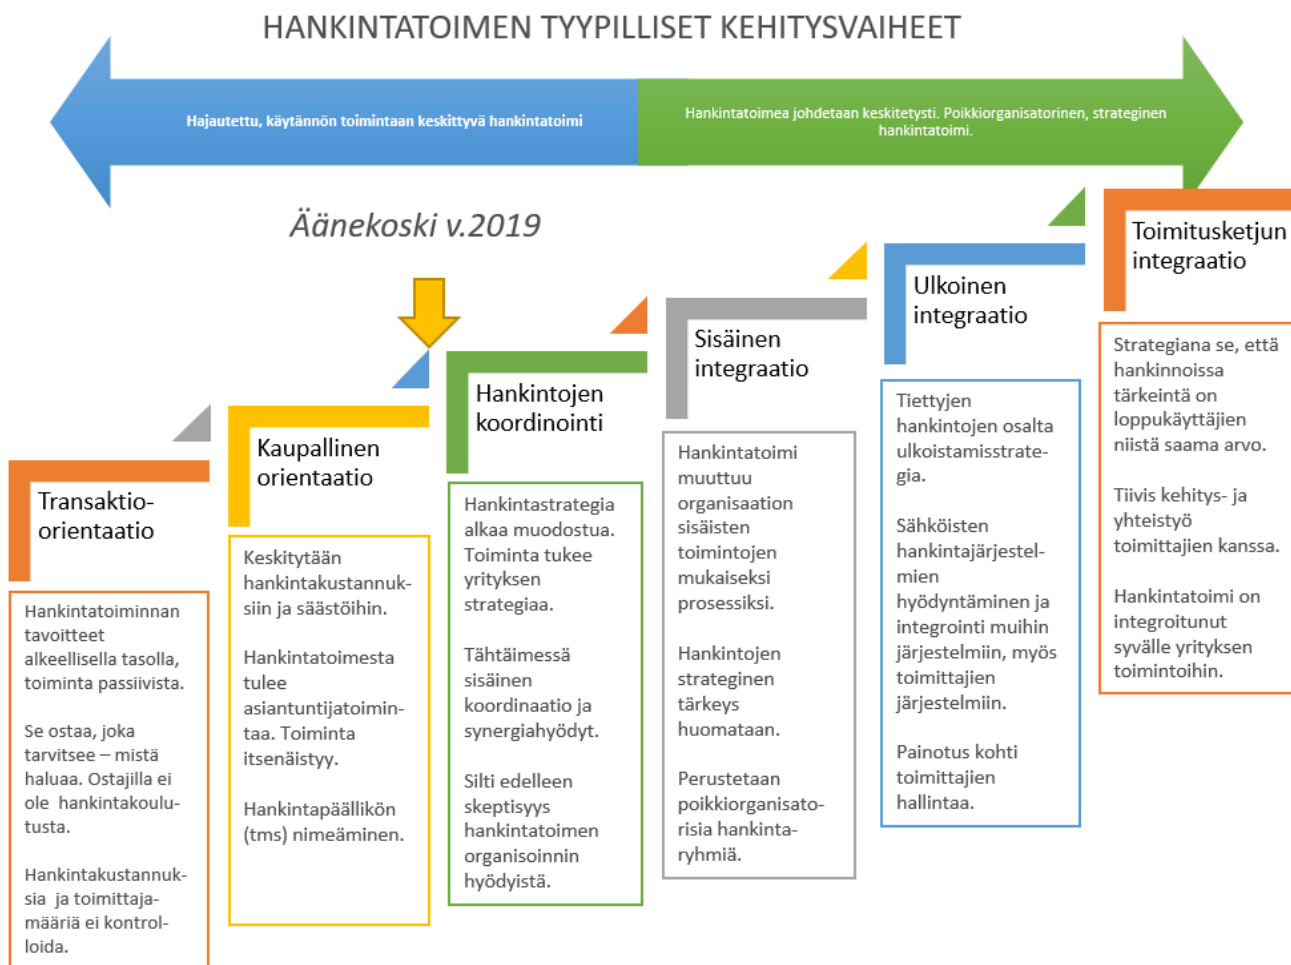 HANKINTATOIMEN TYYPILLISET KEHITYSVAIHEET
Hajautettu, käytännön toimintaan keskittyvä hankintatoimi
Hankintatoimea johdetaan keskitetysti. Poikkiorganisatorinen, strateginen
hankintatoimi.
Äänekoski v.2019
Transaktio-
orientaatio
Hankintatoiminnan
tavoitteet
alkeellisella tasolla,
toiminta passiivista.
Se ostaa, joka
tarvitsee – mistä
haluaa. Ostajilla ei
ole hankintakoulu-
tusta.
Hankintakustannuk-
sia ja toimittaja-
määriä ei kontrol-
loida.
Kaupallinen
orientaatio
Keskitytään
hankintakustannuk-
siin ja säästöihin.
Hankintatoimesta
tulee
asiantuntijatoimin-
taa. Toiminta
itsenäistyy.
Hankintapäällikön
(tms) nimeäminen.
Hankintojen
koordinointi
Hankintastrategia
alkaa muodostua.
Toiminta tukee
yrityksen
strategiaa.
Tähtäimessä
sisäinen
koordinaatio ja
synergiahyödyt.
Silti edelleen
skeptisyys
hankintatoimen
organisoinnin
hyödyistä.
Sisäinen
integraatio
Hankintatoimi
muuttuu
organisaation
sisäisten
toimintojen
mukaiseksi
prosessiksi.
Hankintojen
strateginen
tärkeys
huomataan.
Perustetaan
poikkiorganisato-
risia hankinta-
ryhmiä.
Ulkoinen
integraatio
Tiettyjen
hankintojen osalta
ulkoistamisstrate-
gia.
Sähköisten
hankintajärjestel-
mien
hyödyntäminen ja
integrointi muihin
järjestelmiin, myös
toimittajien
järjestelmiin.
Painotus kohti
toimittajien
hallintaa.
Toimitusketjun
integraatio
Strategiana se, että
hankinnoissa
tärkeintä on
loppukäyttäjien
niistä saama arvo.
Tiivis kehitys- ja
yhteistyö
toimittajien kanssa.
Hankintatoimi on
integroitunut
syvälle yrityksen
toimintoihin.